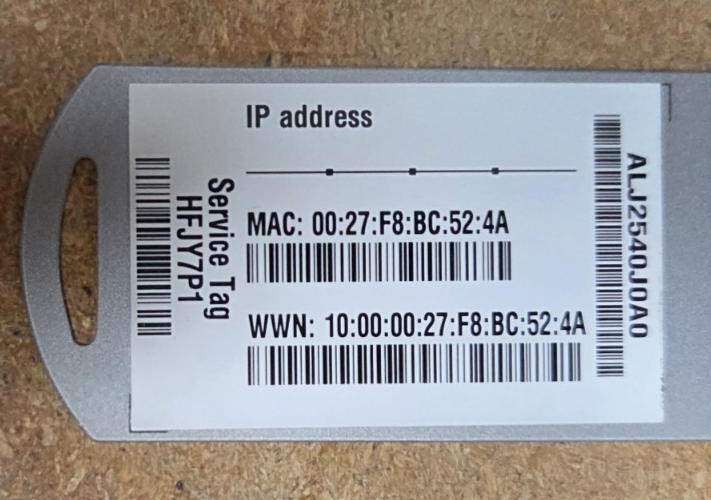 IP address
MAC: 00:27:F8:BC:52:4A
WWN: 10:00:00:27:F8:BC:52:4A
Service Tag
HFJY7P1
ALJ2540J0A0